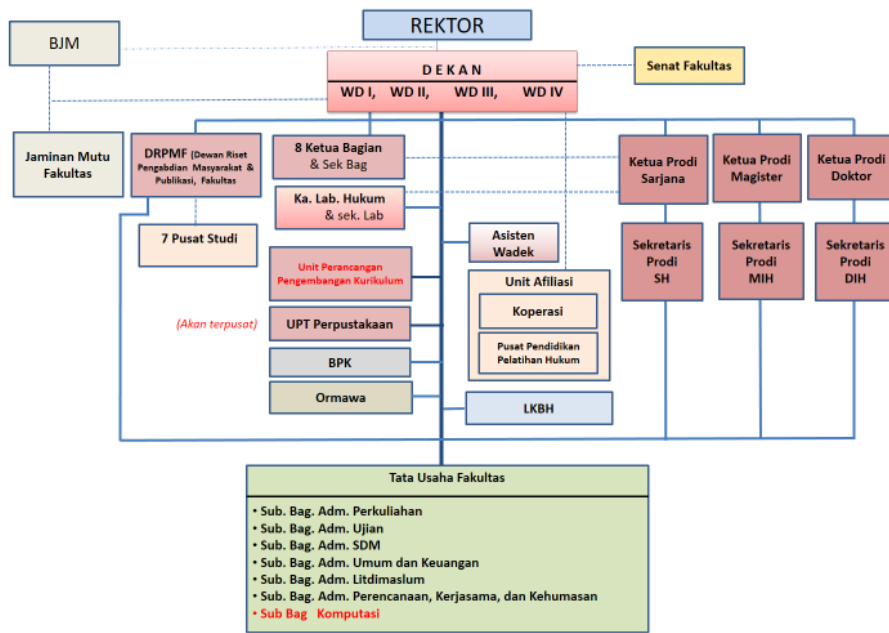 REKTOR
BJM
D E K A N
WD I, WD II, WD III, WD IV
Senat Fakultas
Jaminan Mutu
Fakultas
DRPMF (Dewan Riset
Pengabdian Masyarakat &
Publikasi, Fakultas
8 Ketua Bagian
& Sek Bag
Ketua Prodi
Sarjana
Ketua Prodi
Magister
Ketua Prodi
Doktor
Ka. Lab. Hukum
& sek. Lab
7 Pusat Studi
Asisten
Wadek
Sekretaris
Prodi
SH
Sekretaris
Prodi
MIH
Sekretaris
Prodi
DIH
Unit Perancangan
Pengembangan Kurikulum
Unit Afiliasi
Koperasi
Pusat Pendidikan
Pelatihan Hukum
(Akan terpusat)
UPT Perpustakaan
BPK
Ormawa
LKBH
Tata Usaha Fakultas
• Sub. Bag. Adm. Perkuliahan
• Sub. Bag. Adm. Ujian
• Sub. Bag. Adm. SDM
• Sub. Bag. Adm. Umum dan Keuangan
• Sub. Bag. Adm. Litdimaslum
• Sub. Bag. Adm. Perencanaan, Kerjasama, dan Kehumasan
• Sub Bag Komputasi